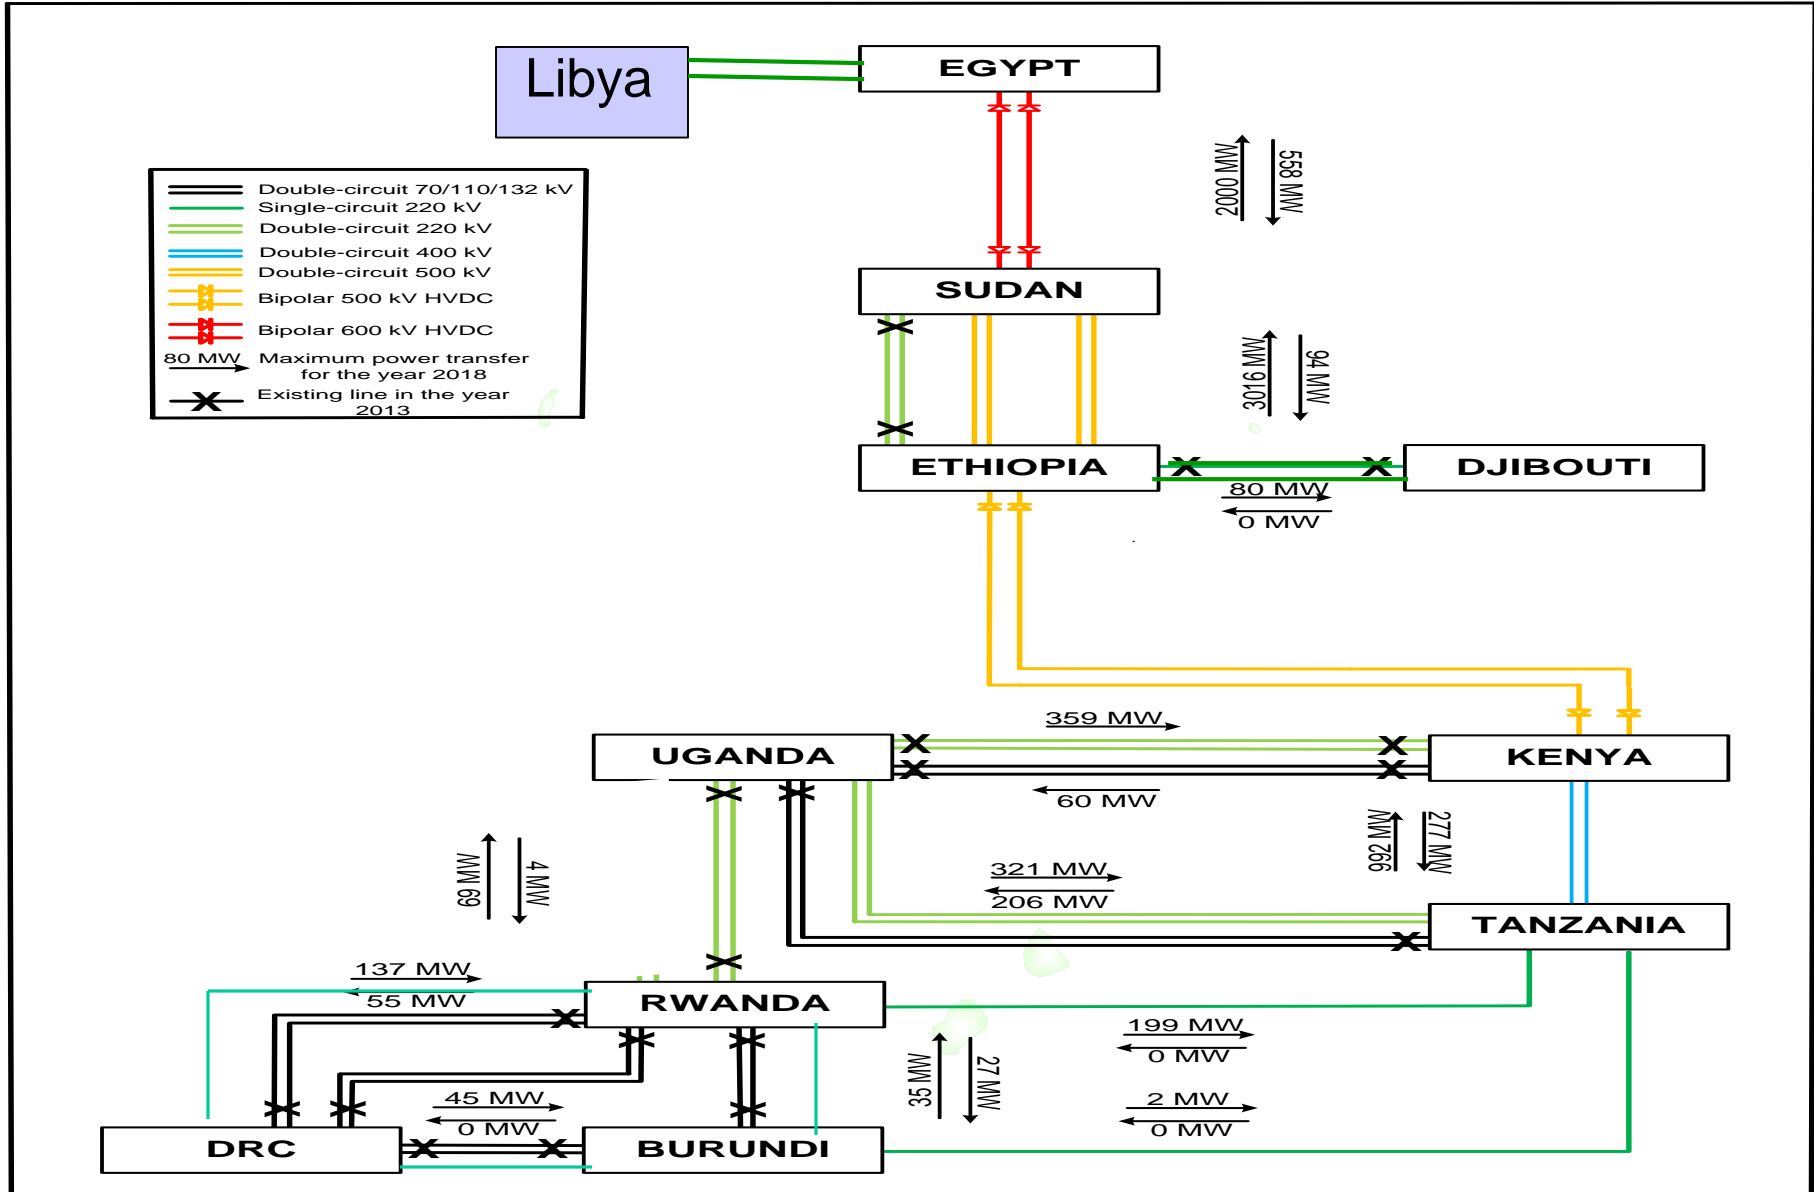 Libya
EGYPT
Double-circuit 70/110/132 kV
Single-circuit 220 kV
Double-circuit 220 kV
Double-circuit 400 kV
Double-circuit 500 kV
Bipolar 500 kV HVDC
Bipolar 600 kV HVDC
80 MW Maximum power transfer
for the year 2018
Existing line in the year
2013
2000 MW
558 MW
SUDAN
3016 MW
94 MW
ETHIOPIA
DJIBOUTI
80 MW
0 MW
359 MW
UGANDA
KENYA
60 MW
992 MW
277 MW
69 MW
4 MW
321 MW
206 MW
TANZANIA
137 MW
55 MW
RWANDA
199 MW
0 MW
35 MW
27 MW
45 MW
0 MW
2 MW
0 MW
DRC
BURUNDI